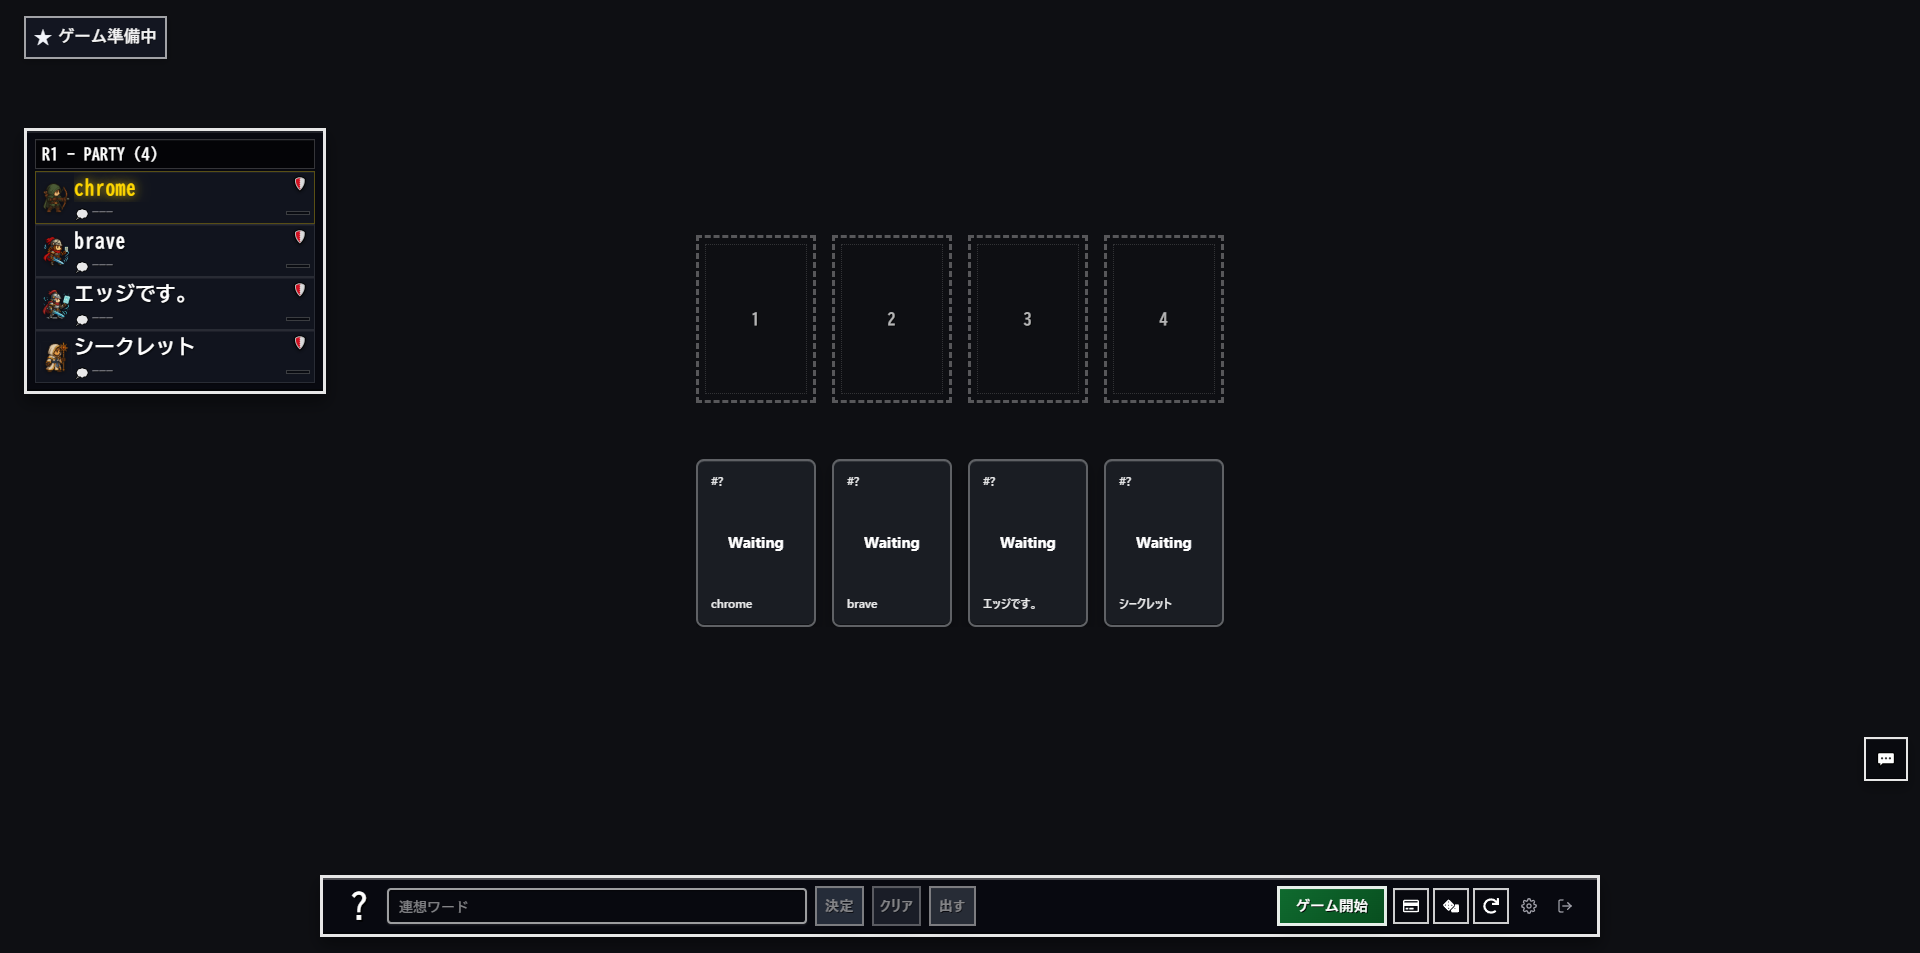 ★ ゲーム準備中
R1 - PARTY (4)
chrome
---
brave
---
エッジです。
---
シークレット
---
1
2
3
4
#?
#?
#?
#?
Waiting
Waiting
Waiting
Waiting
chrome
brave
エッジです。
シークレット
? 連想ワード 決定 クリア 出す ゲーム開始